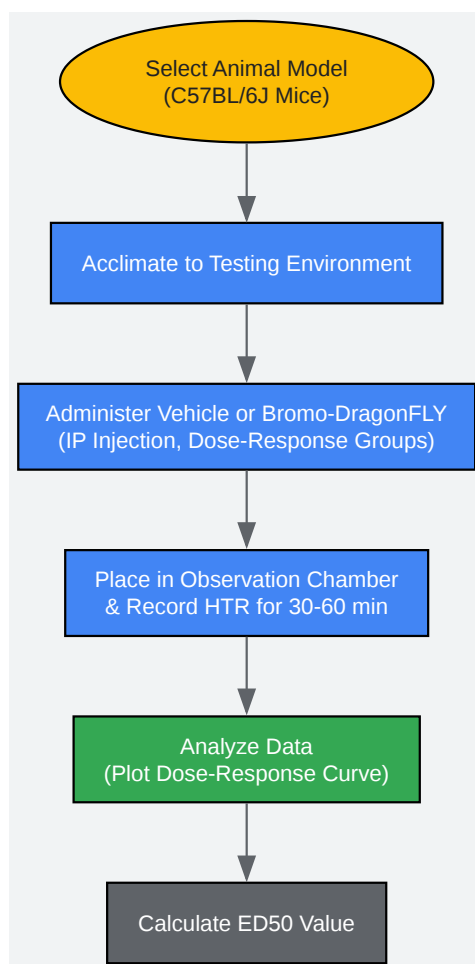 Select Animal Model
(C57BL/6J Mice)
Acclimate to Testing Environment
Administer Vehicle or Bromo-DragonFLY
(IP Injection, Dose-Response Groups)
Place in Observation Chamber
& Record HTR for 30-60 min
Analyze Data
(Plot Dose-Response Curve)
Calculate ED50 Value